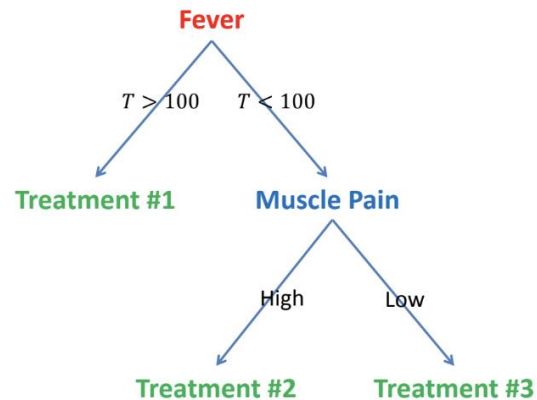 Fever
T > 100
T < 100
Treatment #1
Muscle Pain
High
Low
Treatment #2
Treatment #3